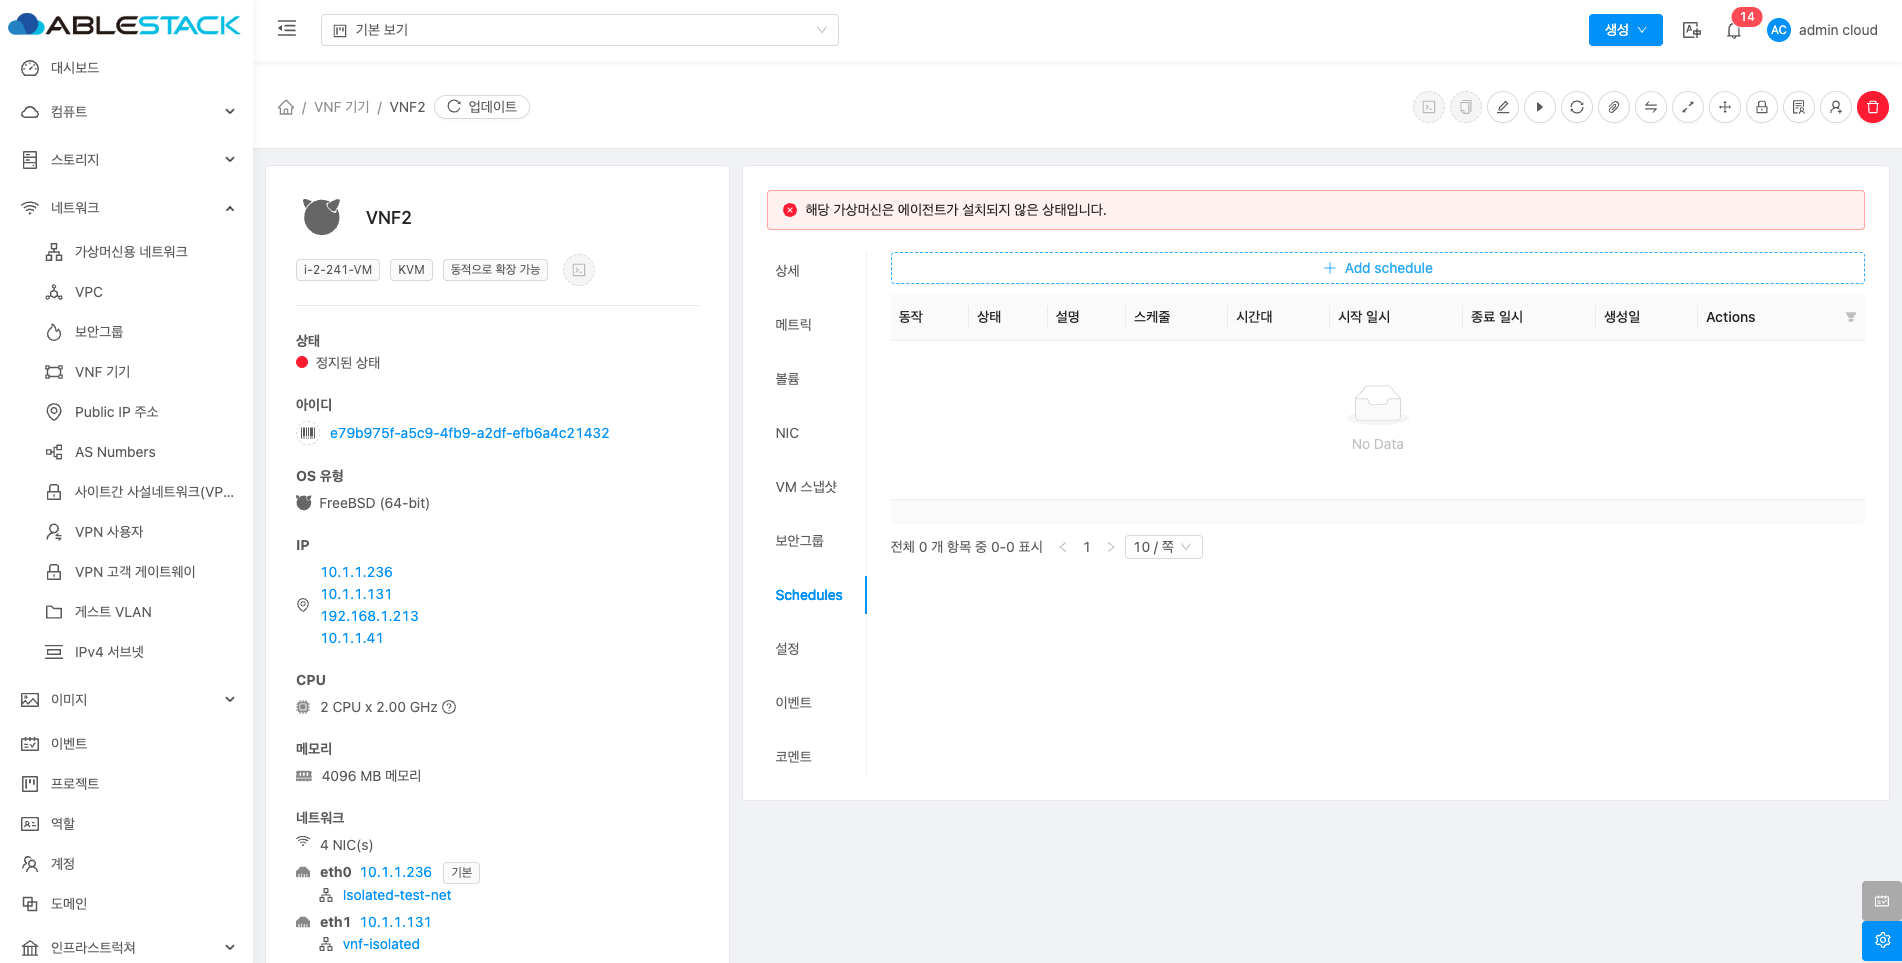 ABLESTACK
대시보드
컴퓨트
스토리지
네트워크
가상머신용 네트워크
VPC
보안그룹
VNF 기기
Public IP 주소
AS Numbers
사이트간 사설네트워크(VP...
VPN 사용자
VPN 고객 게이트웨이
게스트 VLAN
IPv4 서브넷
이미지
이벤트
프로젝트
역할
계정
도메인
인프라스트럭쳐
기본 보기
생성
14
AC admin cloud
/ VNF 기기 / VNF2 업데이트
VNF2
i-2-241-VM KVM 동적으로 확장 가능
상태
정지된 상태
아이디
e79b975f-a5c9-4fb9-a2df-efb6a4c21432
OS 유형
FreeBSD (64-bit)
IP
10.1.1.236
10.1.1.131
192.168.1.213
10.1.1.41
CPU
2 CPU x 2.00 GHz
메모리
4096 MB 메모리
네트워크
4 NIC(s)
eth0 10.1.1.236 기본
Isolated-test-net
eth1 10.1.1.131
vnf-isolated
해당 가상머신은 에이전트가 설치되지 않은 상태입니다.
상세
메트릭
볼륨
NIC
VM 스냅샷
보안그룹
Schedules
설정
이벤트
코멘트
Add schedule
동작 상태 설명 스케줄 시간대 시작 일시 종료 일시 생성일 Actions
No Data
전체 0 개 항목 중 0-0 표시 < 1 > 10 / 쪽